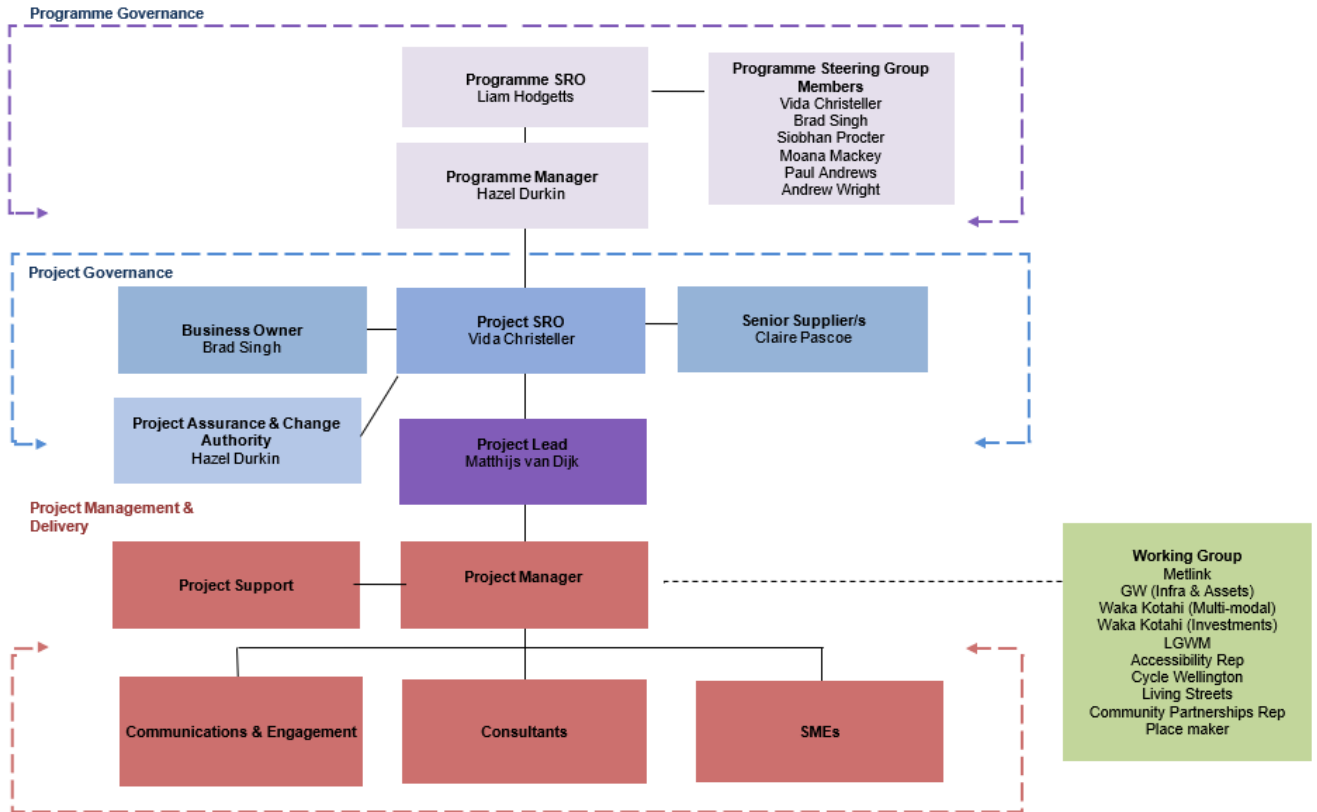 Programme Governance
Programme SRO
Liam Hodgetts
Programme Steering Group
Members
Vida Christeller
Brad Singh
Siobhan Procter
Moana Mackey
Paul Andrews
Andrew Wright
Programme Manager
Hazel Durkin
Project Governance
Business Owner
Brad Singh
Project SRO
Vida Christeller
Senior Supplier/s
Claire Pascoe
Project Assurance & Change
Authority
Hazel Durkin
Project Lead
Matthijs van Dijk
Project Management &
Delivery
Project Support
Project Manager
Working Group
Metlink
GW (Infra & Assets)
Waka Kotahi (Multi-modal)
Waka Kotahi (Investments)
LGWM
Accessibility Rep
Cycle Wellington
Living Streets
Community Partnerships Rep
Place maker
Communications & Engagement
Consultants
SMEs